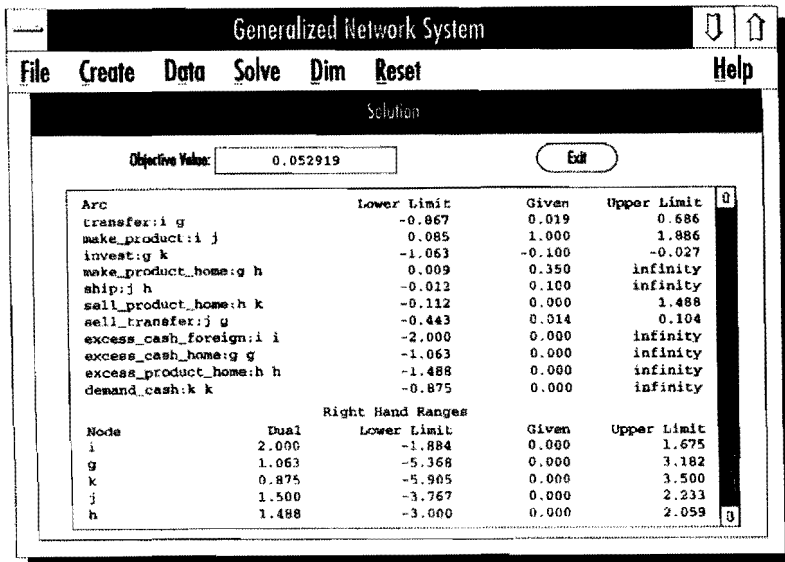 Generalized Network System
File Create Data Solve Dim Reset Help
Solution
Objective Value: 0.052919 Exit
Arc Lower Limit Given Upper Limit
transfer:i g -0.867 0.019 0.686
make_product:i j 0.085 1.000 1.886
invest:g k -1.063 -0.100 -0.027
make_product_home:g h 0.009 0.350 infinity
ship:j h -0.012 0.100 infinity
sell_product_home:h k -0.112 0.000 1.488
sell_transfer:j g -0.443 0.014 0.104
excess_cash_foreign:i i -2.000 0.000 infinity
excess_cash_home:g g -1.063 0.000 infinity
excess_product_home:h h -1.488 0.000 infinity
demand_cash:k k -0.875 0.000 infinity
Right Hand Ranges
Node Dual Lower Limit Given Upper Limit
i 2.000 -1.884 0.000 1.675
g 1.063 -5.368 0.000 3.182
k 0.875 -5.905 0.000 3.500
j 1.500 -3.767 0.000 2.233
h 1.488 -3.000 0.000 2.059